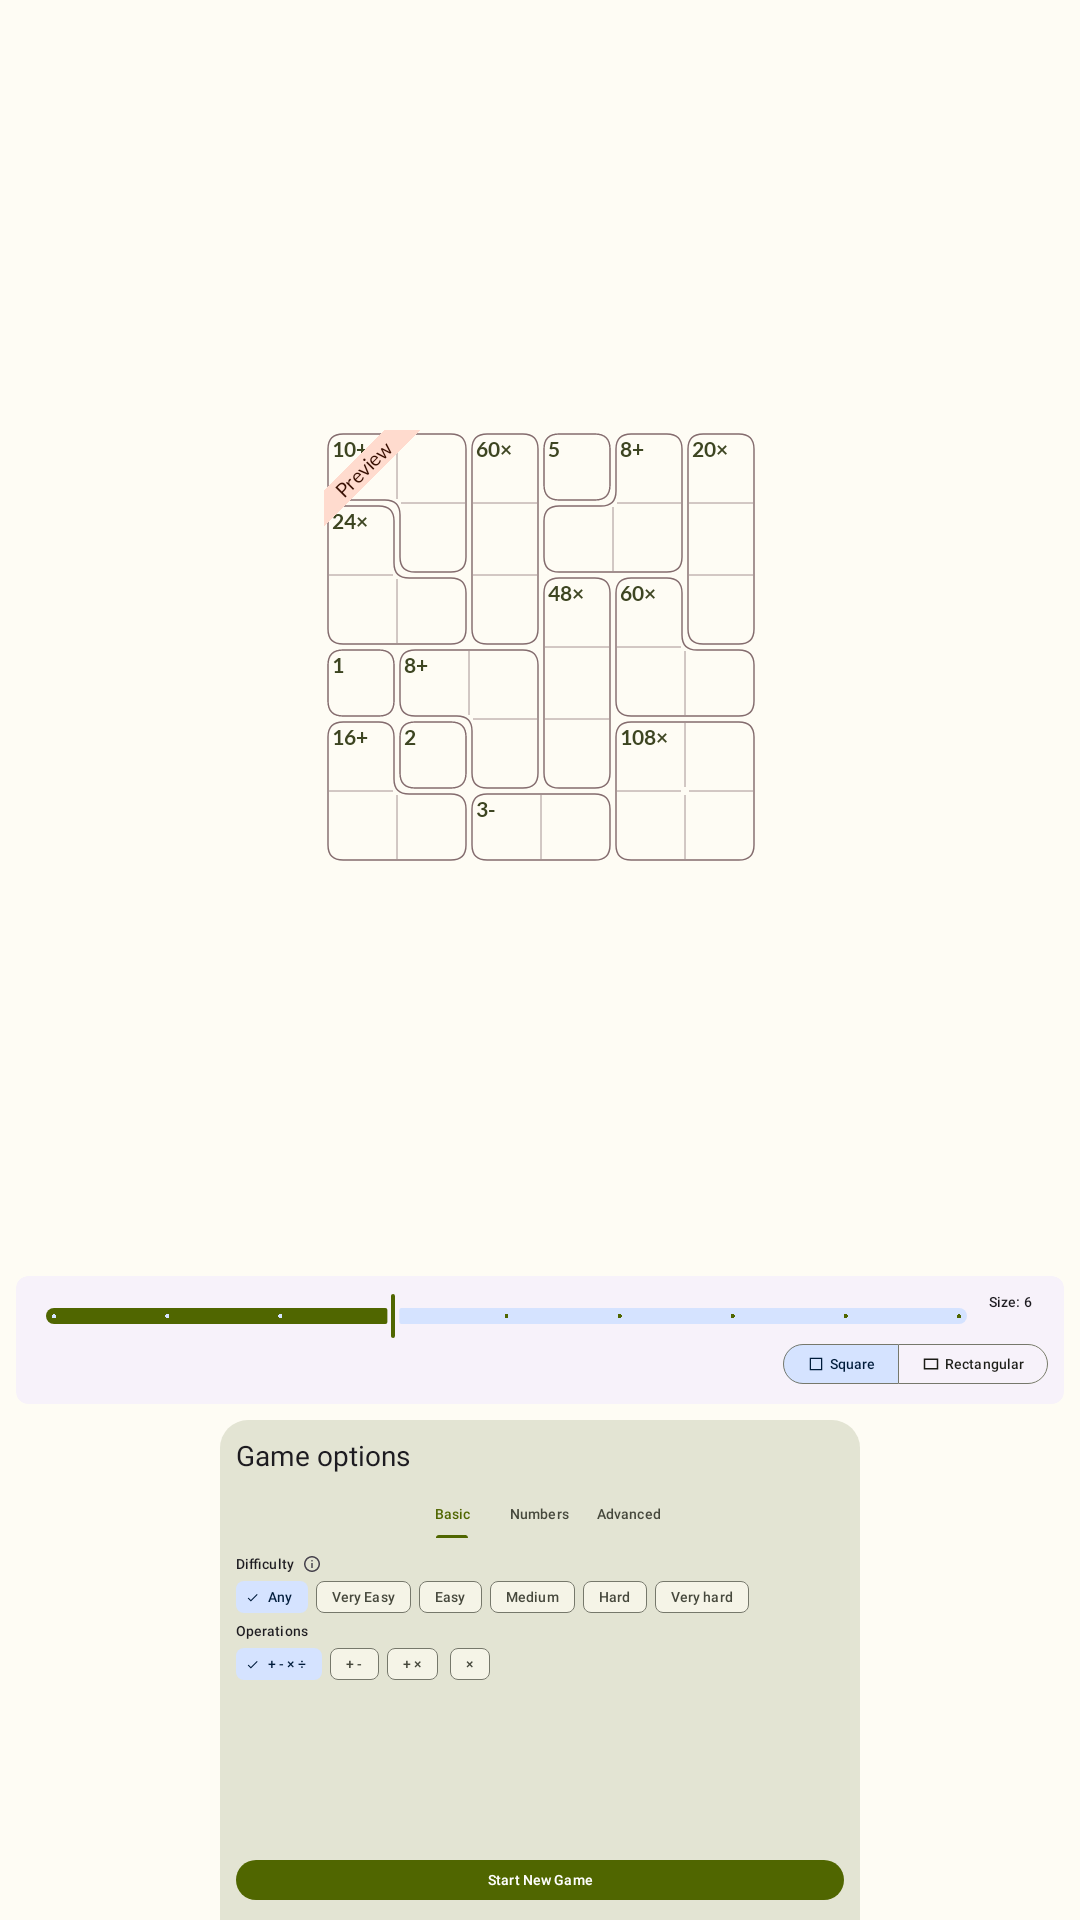 10+ 60× 5 8+ 20×
Preview
24×
48× 60×
1 8+
16+ 2 108×
3-
Size: 6
Square Rectangular
Game options
Basic Numbers Advanced
Difficulty
Any Very Easy Easy Medium Hard Very hard
Operations
+ - × ÷ + - + × ×
Start New Game